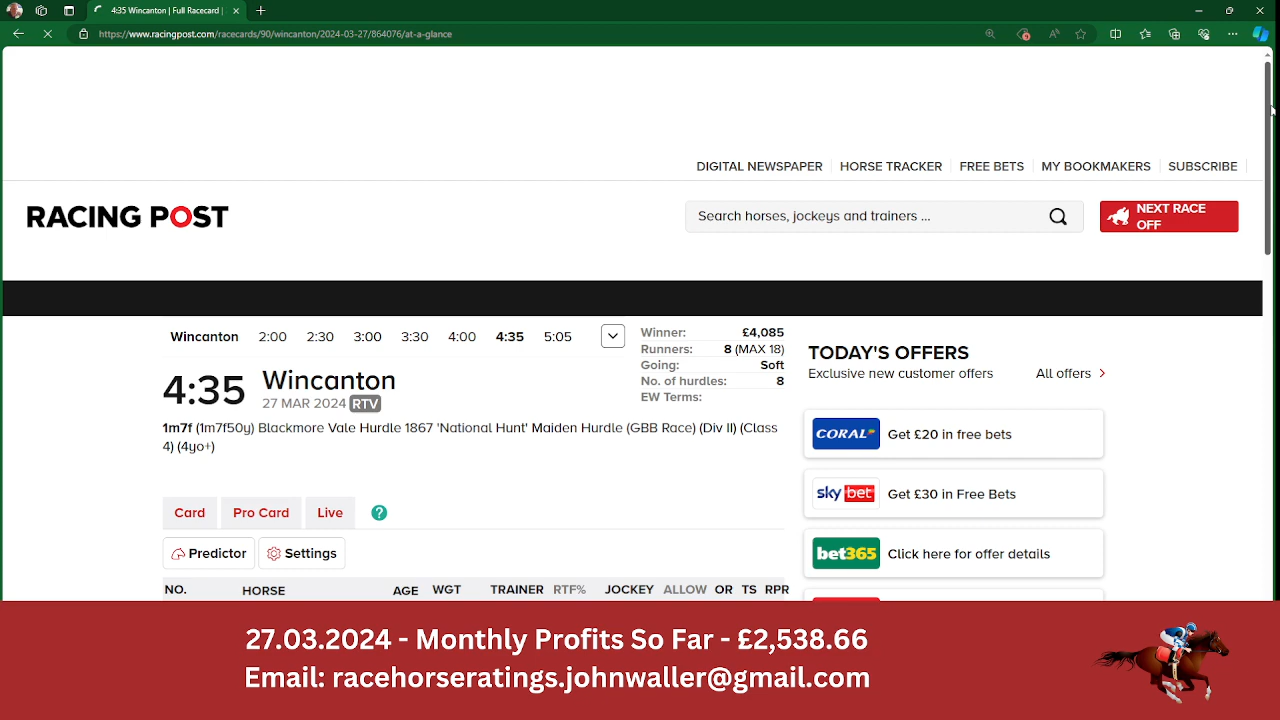 4:35 Wincanton | Full Racecard |
https://www.racingpost.com/racecards/90/wincanton/2024-03-27/864076/at-a-glance
DIGITAL NEWSPAPER HORSE TRACKER FREE BETS MY BOOKMAKERS SUBSCRIBE
RACING POST
Search horses, jockeys and trainers ...
NEXT RACE
OFF
Wincanton 2:00 2:30 3:00 3:30 4:00 4:35 5:05
Winner: £4,085
Runners: 8 (MAX 18)
Going: Soft
No. of hurdles: 8
EW Terms:
4:35 Wincanton
27 MAR 2024 RTV
1m7f (1m7f50y) Blackmore Vale Hurdle 1867 'National Hunt' Maiden Hurdle (GBB Race) (Div II) (Class
4) (4yo+)
TODAY'S OFFERS
Exclusive new customer offers All offers
CORAL Get £20 in free bets
sky bet Get £30 in Free Bets
bet365 Click here for offer details
Card Pro Card Live ?
Predictor Settings
NO. HORSE AGE WGT TRAINER RTF% JOCKEY ALLOW OR TS RPR
27.03.2024 - Monthly Profits So Far - £2,538.66
Email: racehorseratings.johnwaller@gmail.com